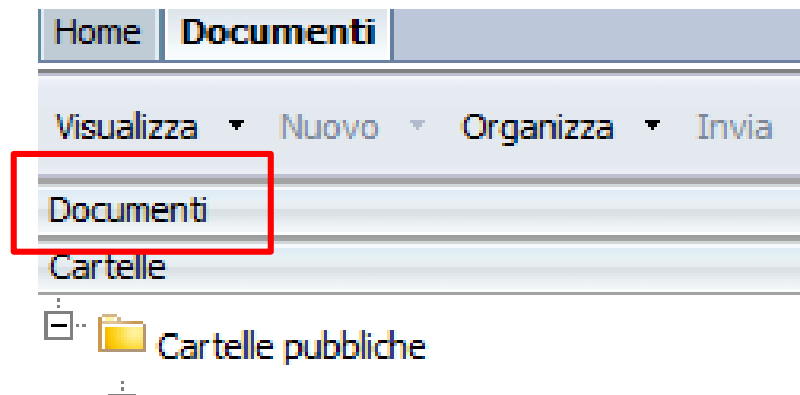 Home Documenti
Visualizza Nuovo Organizza Invia
Documenti
Cartelle
Cartelle pubbliche